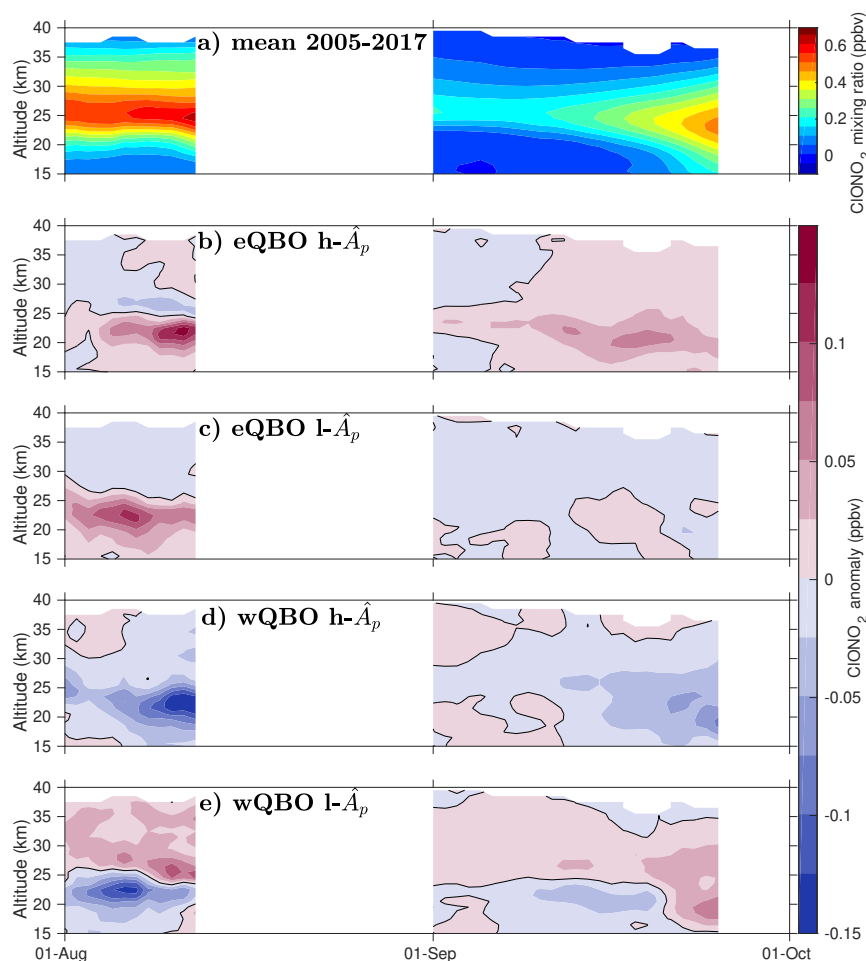 40
35
30
25
20
15
Altitude (km)
a) mean 2005-2017
0.6
0.4
0.2
0
ClONO₂ mixing ratio (ppbv)
40
35
30
25
20
15
Altitude (km)
b) eQBO h-Â_p
40
35
30
25
20
15
Altitude (km)
c) eQBO l-Â_p
40
35
30
25
20
15
Altitude (km)
d) wQBO h-Â_p
40
35
30
25
20
15
Altitude (km)
e) wQBO l-Â_p
0.1
0.05
0
-0.05
-0.1
-0.15
ClONO₂ anomaly (ppbv)
01-Aug
01-Sep
01-Oct